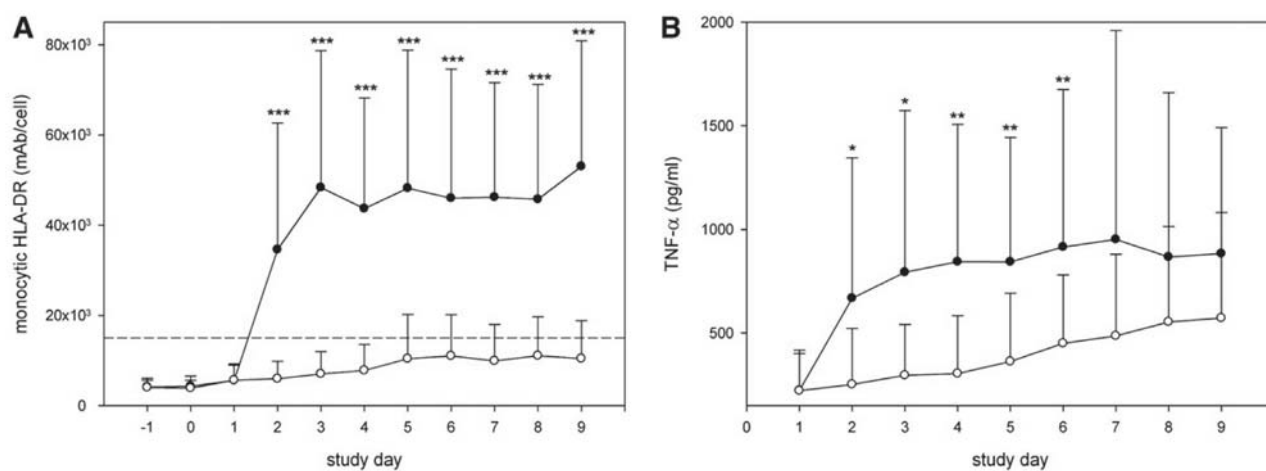 A
monocytic HLA-DR (mAb/cell)
80x10³
60x10³
40x10³
20x10³
0
*** *** *** *** *** *** *** ***
-1 0 1 2 3 4 5 6 7 8 9
study day
B
TNF-α (pg/ml)
2000
1500
1000
500
* * ** ** **
0 1 2 3 4 5 6 7 8 9
study day